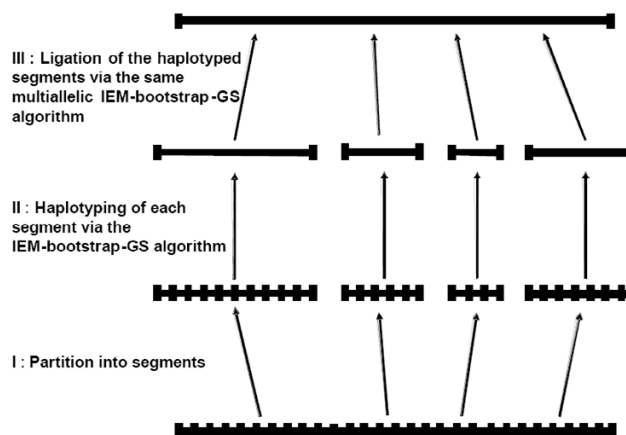 III : Ligation of the haplotyped
segments via the same
multiallelic IEM-bootstrap-GS
algorithm
II : Haplotyping of each
segment via the
IEM-bootstrap-GS algorithm
I : Partition into segments